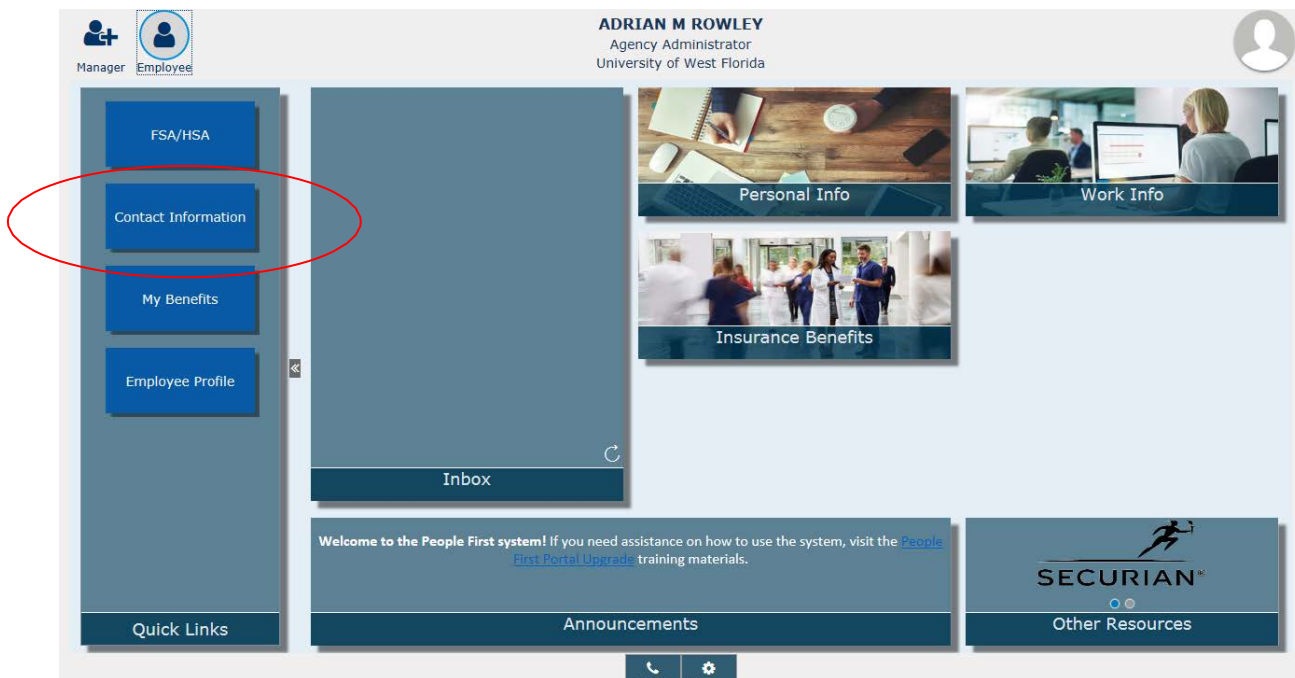 ADRIAN M ROWLEY
Agency Administrator
University of West Florida
Manager
Employee
FSA/HSA
Contact Information
My Benefits
Employee Profile
Quick Links
Inbox
Personal Info
Work Info
Insurance Benefits
Welcome to the People First system! If you need assistance on how to use the system, visit the People
First Portal Upgrade training materials.
Announcements
SECURIAN
Other Resources